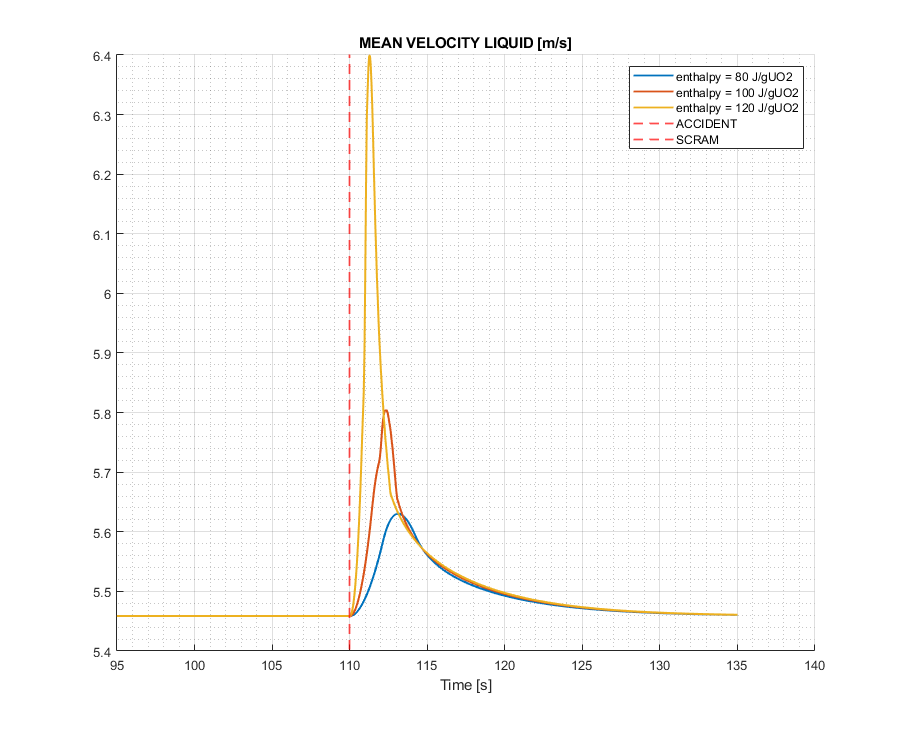 MEAN VELOCITY LIQUID [m/s]
6.4
6.3
6.2
6.1
6
5.9
5.8
5.7
5.6
5.5
5.4
enthalpy = 80 J/gUO2
enthalpy = 100 J/gUO2
enthalpy = 120 J/gUO2
ACCIDENT
SCRAM
95 100 105 110 115 120 125 130 135 140
Time [s]